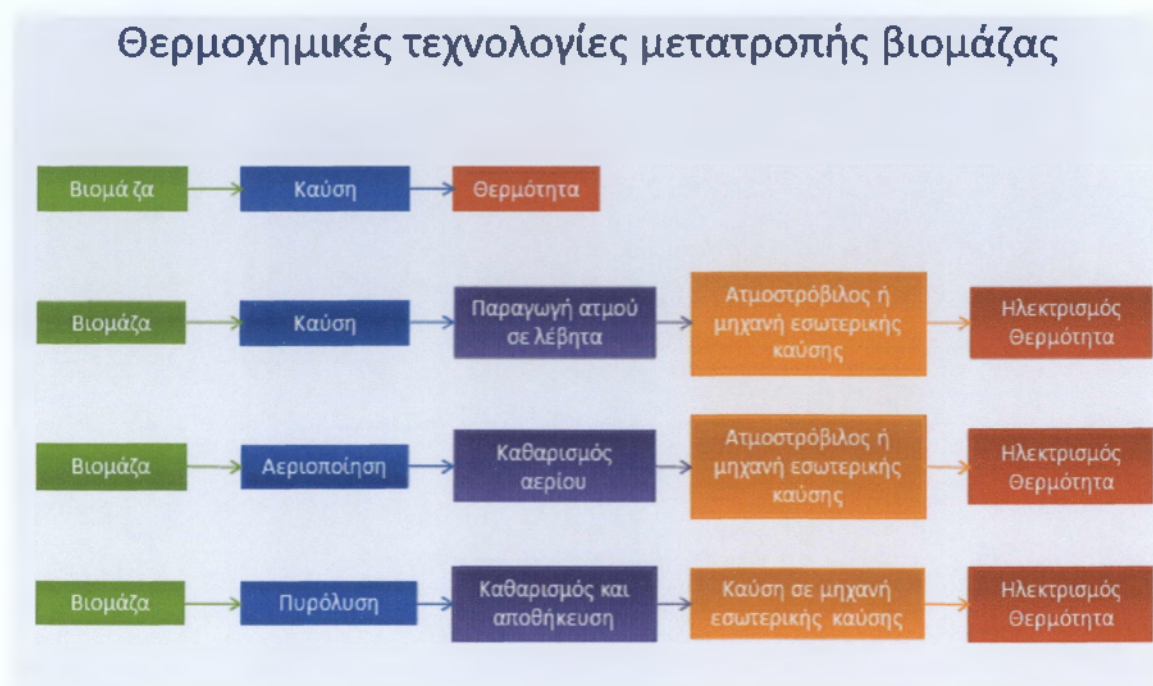 Θερμοχημικές τεχνολογίες μετατροπής βιομάζας
Βιομά ζα
Καύση
Θερμότητα
Βιομάζα
Καύση
Παραγωγή ατμού
σε λέβητα
Ατμοστρόβιλος ή
μηχανή εσωτερικής
καύσης
Ηλεκτρισμός
Θερμότητα
Βιομάζα
Αεριοποίηση
Καθαρισμός
αερίου
Ατμοστρόβιλος ή
μηχανή εσωτερικής
καύσης
Ηλεκτρισμός
Θερμότητα
Βιομάζα
Πυρόλυση
Καθαρισμός και
αποθήκευση
Καύση σε μηχανή
εσωτερικής καύσης
Ηλεκτρισμός
Θερμότητα